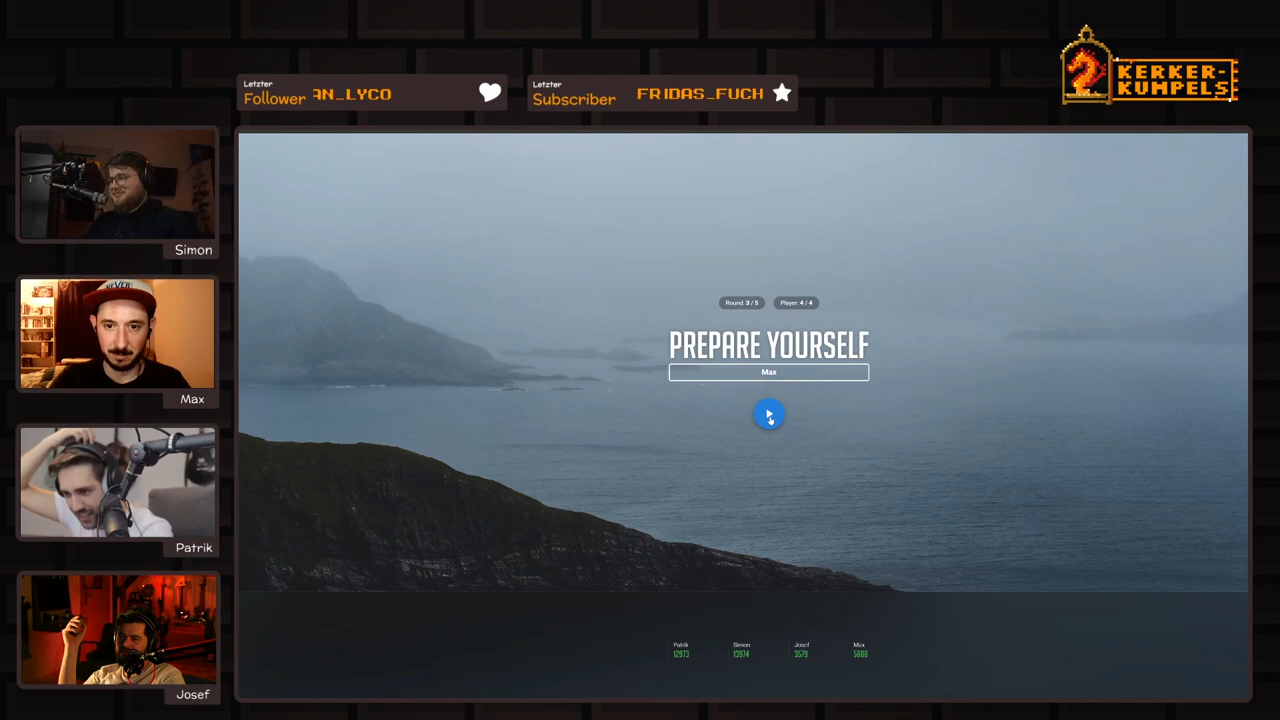 Letzter
Follower AN_LYCO
Letzter
Subscriber FRIDAS_FUCH
KERKER-
KUMPELS
NEVER
Simon
Max
Patrik
Josef
Round: 3 / 5 Player: 4 / 4
PREPARE YOURSELF
Max
Patrik Simon Josef Max
12973 13974 3579 5608